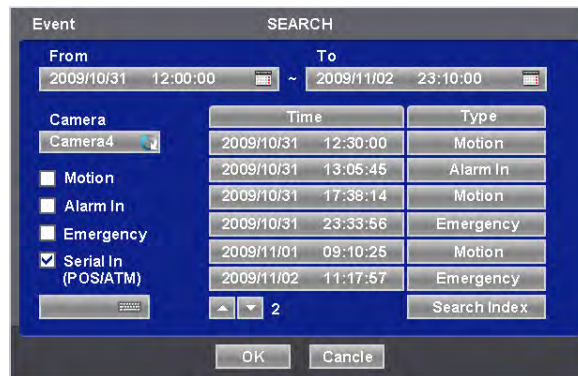 Event SEARCH
From To
2009/10/31 12:00:00 ~ 2009/11/02 23:10:00
Camera
Camera4
Motion
Alarm In
Emergency
Serial In
(POS/ATM)
Time Type
2009/10/31 12:30:00 Motion
2009/10/31 13:05:45 Alarm In
2009/10/31 17:38:14 Motion
2009/10/31 23:33:56 Emergency
2009/11/01 09:10:25 Motion
2009/11/02 11:17:57 Emergency
2 Search Index
OK Cancle